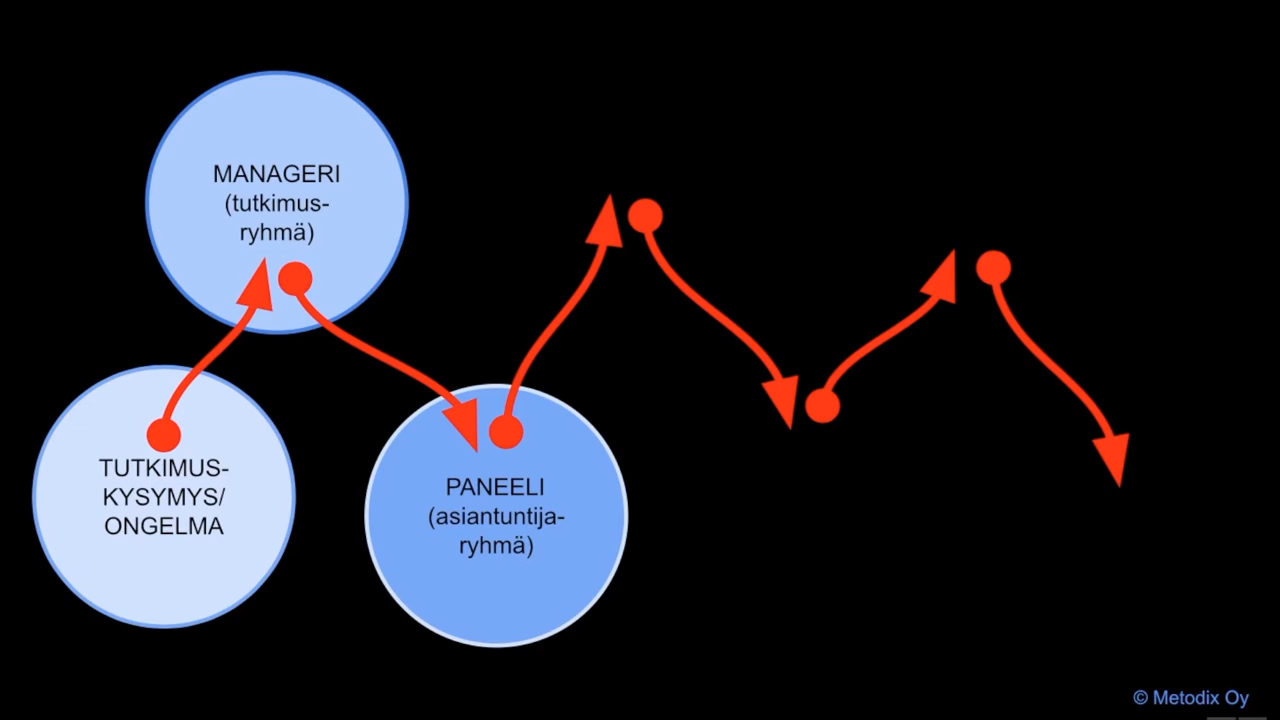 MANAGERI
(tutkimus-
ryhmä)
TUTKIMUS-
KYSYMYS/
ONGELMA
PANEELI
(asiantuntija-
ryhmä)
© Metodix Oy